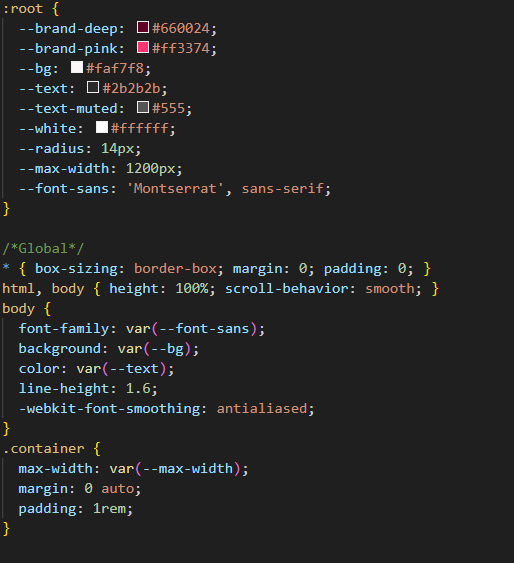 :root {
--brand-deep: #660024;
--brand-pink: #ff3374;
--bg: #faf7f8;
--text: #2b2b2b;
--text-muted: #555;
--white: #ffffff;
--radius: 14px;
--max-width: 1200px;
--font-sans: 'Montserrat', sans-serif;
}
/*Global*/
* { box-sizing: border-box; margin: 0; padding: 0; }
html, body { height: 100%; scroll-behavior: smooth; }
body {
font-family: var(--font-sans);
background: var(--bg);
color: var(--text);
line-height: 1.6;
-webkit-font-smoothing: antialiased;
}
.container {
max-width: var(--max-width);
margin: 0 auto;
padding: 1rem;
}